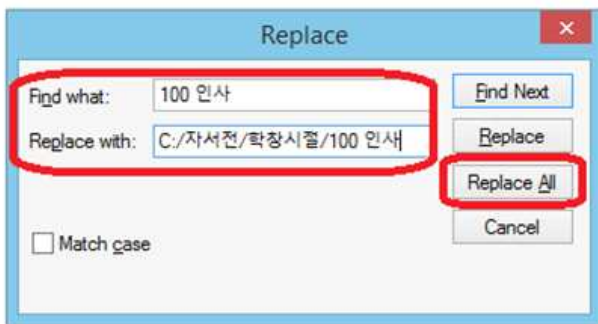 Replace
Find what: 100 인사 Find Next
Replace with: C:/자서전/학창시절/100 인사 Replace
Replace All
Match case Cancel